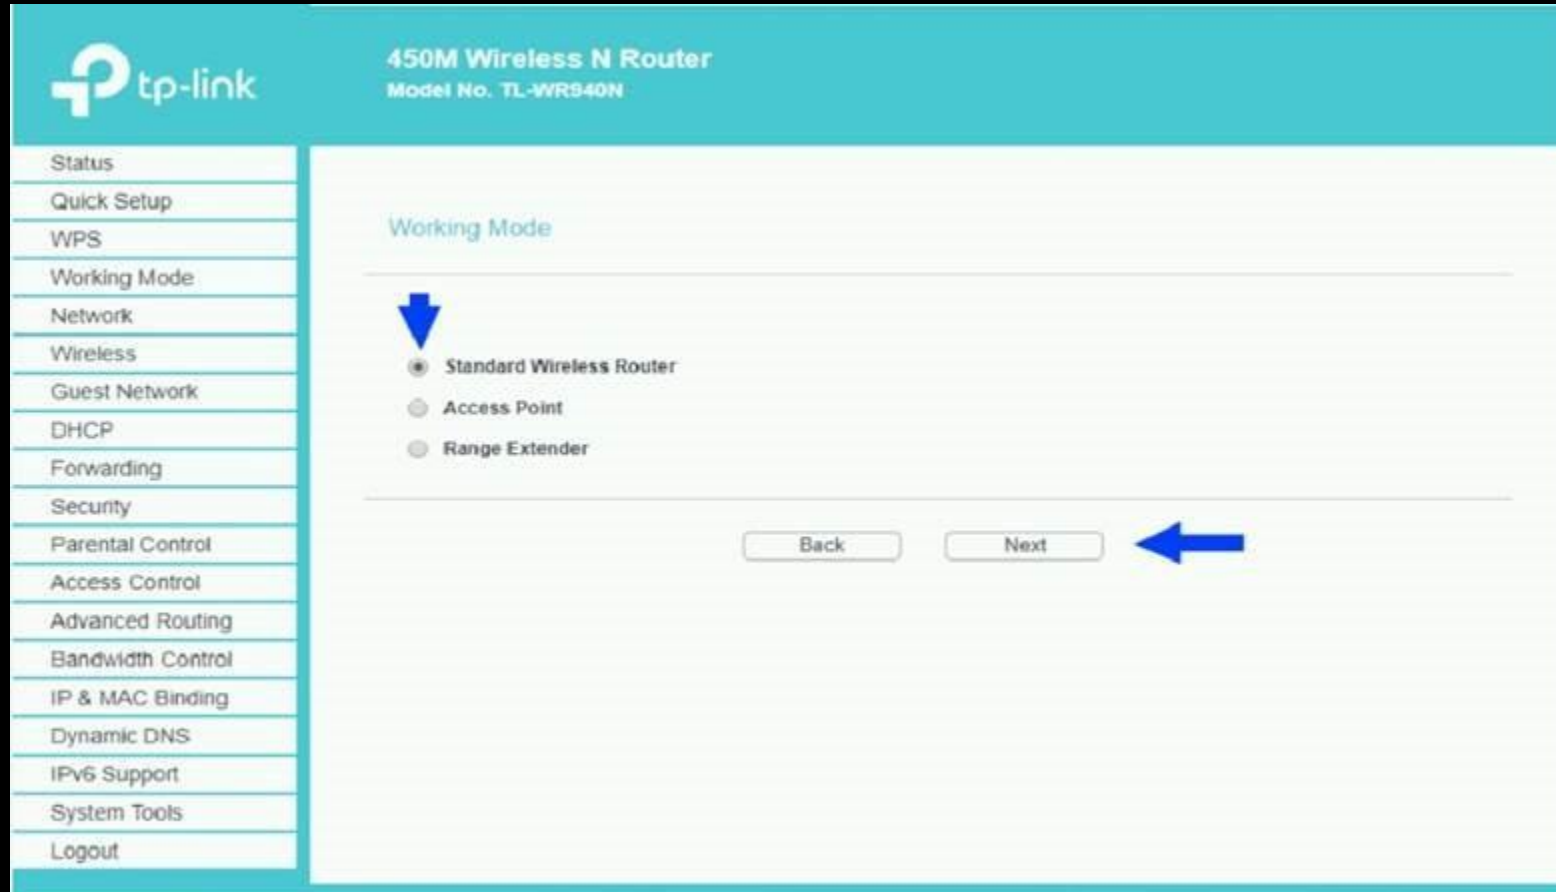 tp-link
450M Wireless N Router
Model No. TL-WR940N
Status
Quick Setup
WPS
Working Mode
Network
Wireless
Guest Network
DHCP
Forwarding
Security
Parental Control
Access Control
Advanced Routing
Bandwidth Control
IP & MAC Binding
Dynamic DNS
IPv6 Support
System Tools
Logout
Working Mode
Standard Wireless Router
Access Point
Range Extender
Back Next